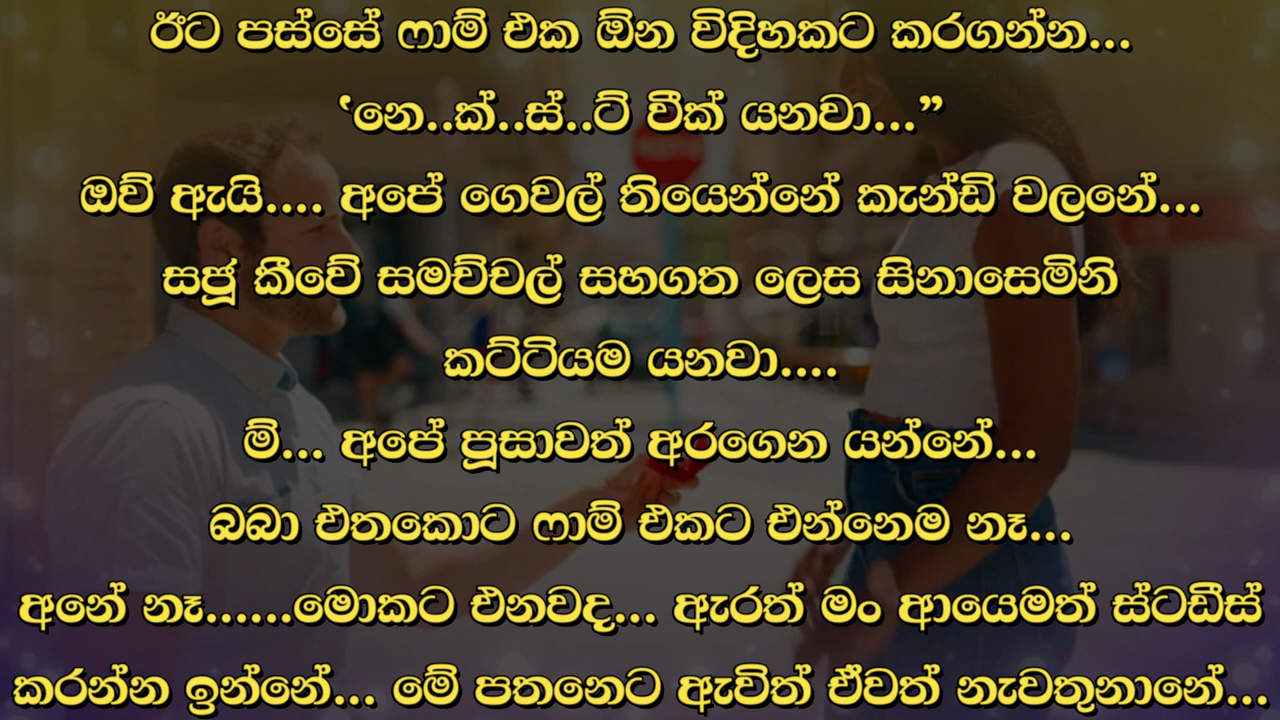 ඊට පස්සේ ෆාම් එක ඕන විදිහකට කරගන්න...
‛නෙ..ක්..ස්..ට් වීක් යනවා...”
ඔව් ඇයි.... අපේ ගෙවල් තියෙන්නේ කැන්ඩි වලනේ...
සජූ කීවේ සමච්චල් සහගත ලෙස සිනාසෙමිනි
කට්ටියම යනවා....
ම්... අපේ පූසාවත් අරගෙන යන්නේ...
බබා එතකොට ෆාම් එකට එන්නෙම නෑ...
අනේ නෑ......මොකට එනවද... ඇරත් මං ආයෙමත් ස්ටඩීස්
කරන්න ඉන්නේ... මේ පතනෙට ඇවිත් ඒවත් නැවතුනානේ...